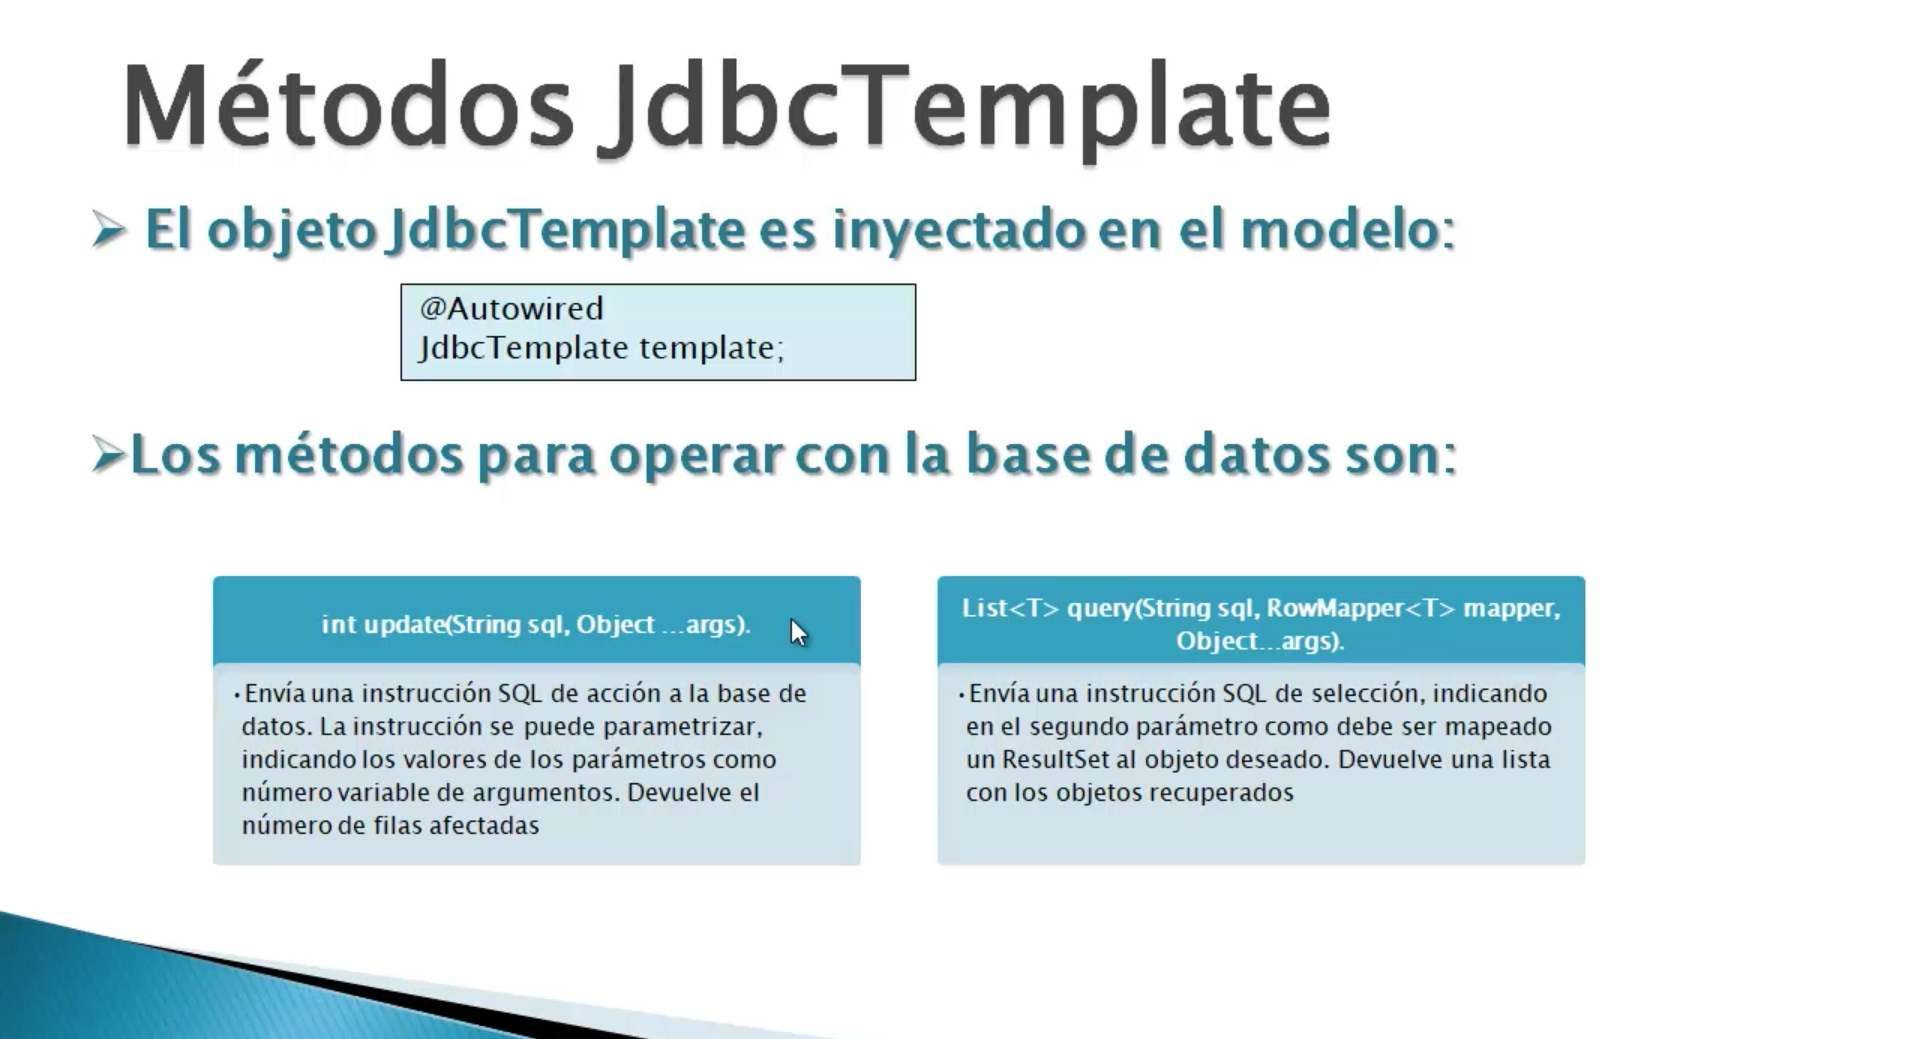 Métodos JdbcTemplate
El objeto JdbcTemplate es inyectado en el modelo:
@Autowired
JdbcTemplate template;
Los métodos para operar con la base de datos son:
int update(String sql, Object ...args).
•Envía una instrucción SQL de acción a la base de
datos. La instrucción se puede parametrizar,
indicando los valores de los parámetros como
número variable de argumentos. Devuelve el
número de filas afectadas
List<T> query(String sql, RowMapper<T> mapper,
Object...args).
•Envía una instrucción SQL de selección, indicando
en el segundo parámetro como debe ser mapeado
un ResultSet al objeto deseado. Devuelve una lista
con los objetos recuperados